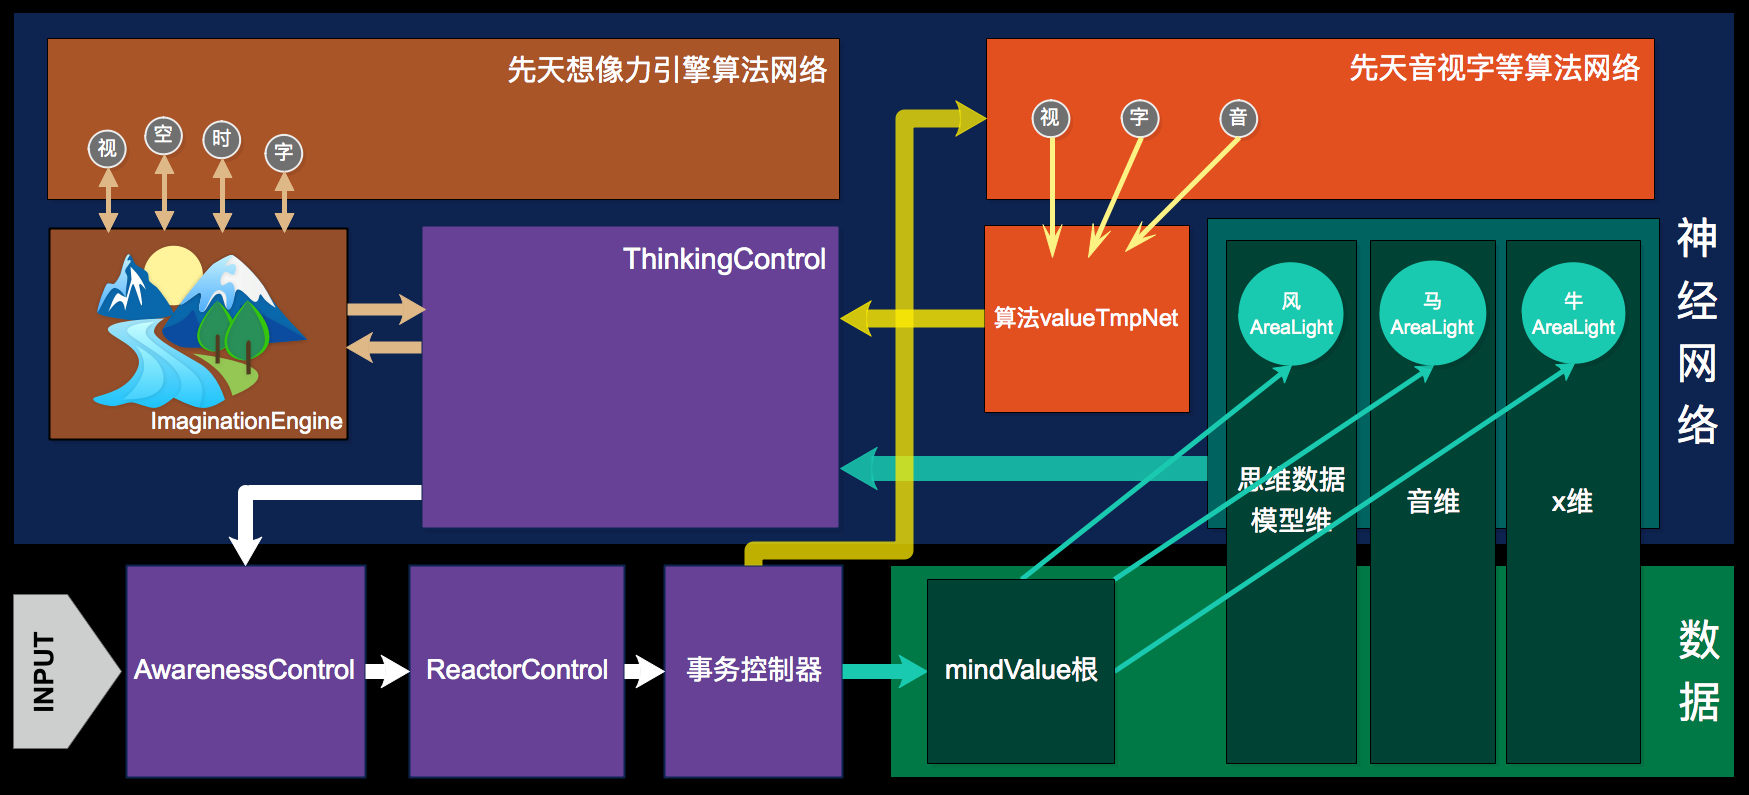 先天想像力引擎算法网络
视
空
时
字
ImaginationEngine
ThinkingControl
先天音视字等算法网络
视
字
音
算法valueTmpNet
风
AreaLight
马
AreaLight
牛
AreaLight
思维数据
模型维
音维
x维
神经网络
INPUT
AwarenessControl
ReactorControl
事务控制器
mindValue根
数据